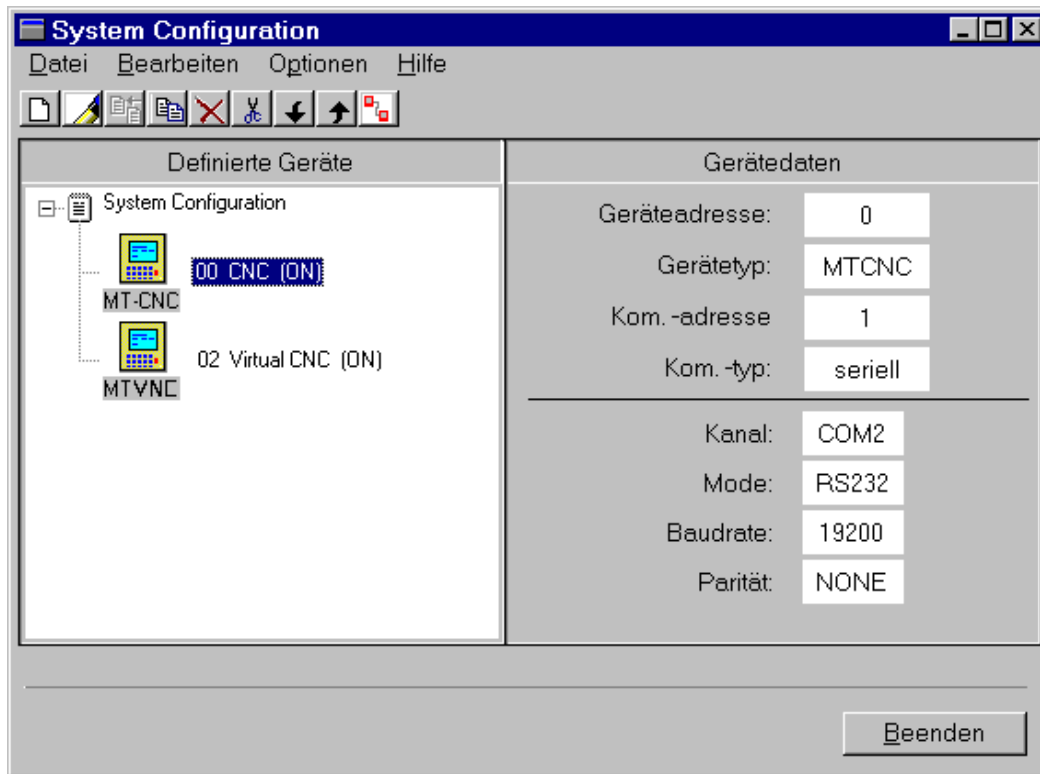 System Configuration
Datei Bearbeiten Optionen Hilfe
Definierte Geräte
System Configuration
00 CNC (ON)
MT-CNC
02 Virtual CNC (ON)
MTVNC
Gerätedaten
Geräteadresse: 0
Gerätetyp: MTCNC
Kom.-adresse 1
Kom.-typ: seriell
Kanal: COM2
Mode: RS232
Baudrate: 19200
Parität: NONE
Beenden